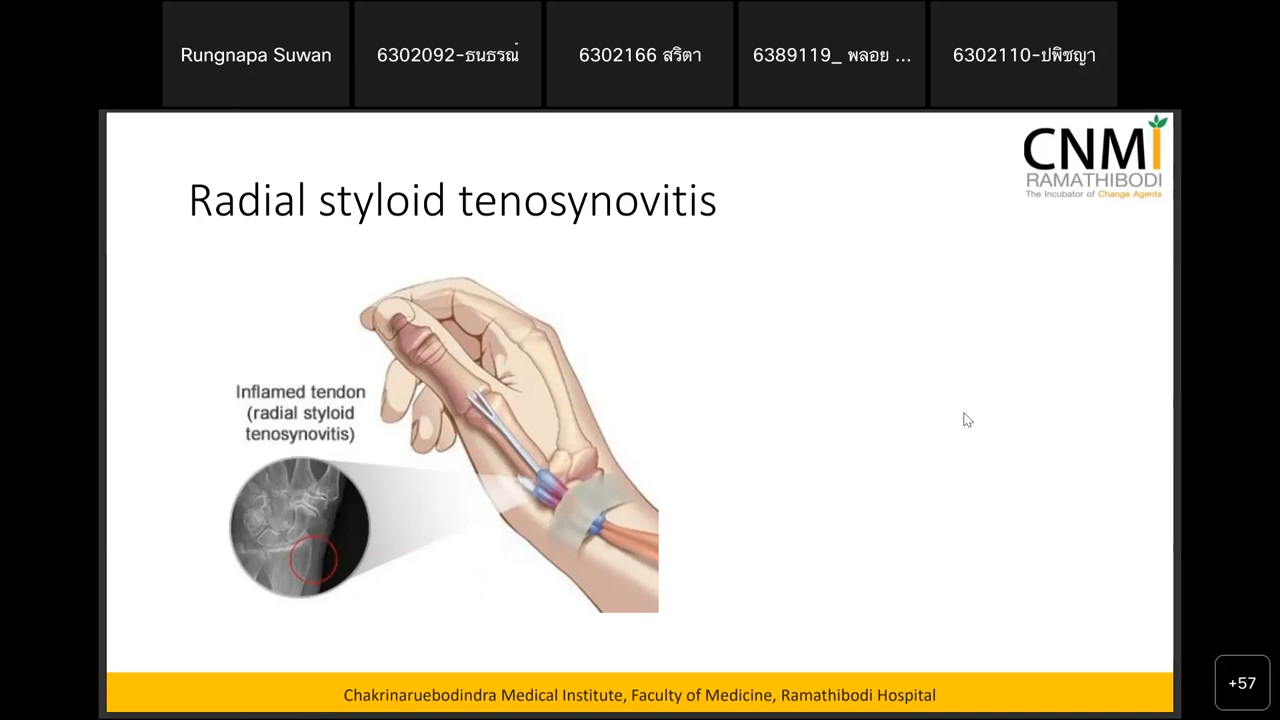 Rungnapa Suwan
6302092-ธนธรณ์
6302166 สริตา
6389119_ พลอย ...
6302110-ปพิชญา
CNMI
RAMATHIBODI
The Incubator of Change Agents
Radial styloid tenosynovitis
Inflamed tendon
(radial styloid
tenosynovitis)
Chakrinaruebodindra Medical Institute, Faculty of Medicine, Ramathibodi Hospital
+57